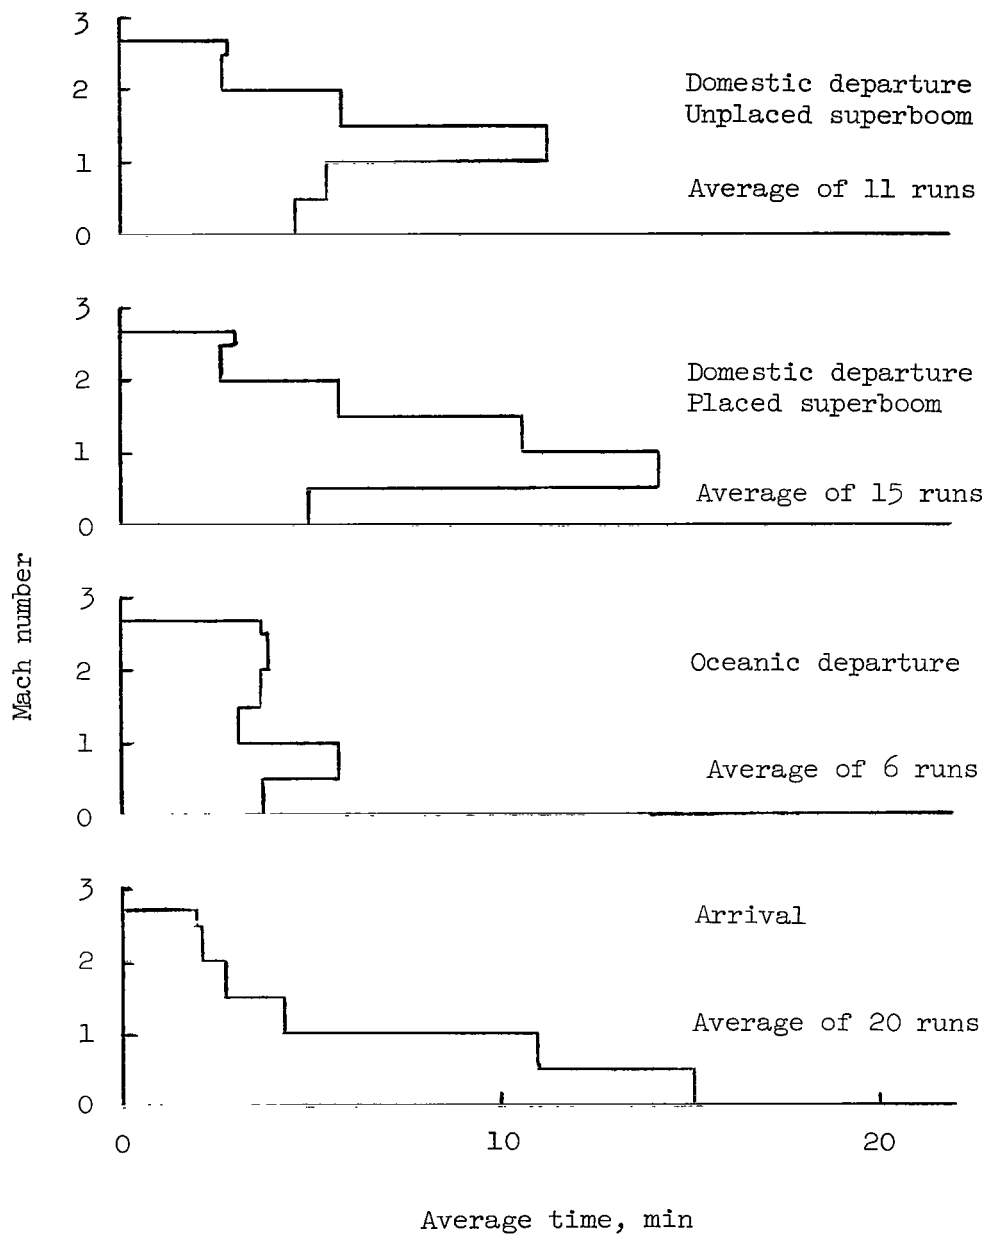 3
2
1
0
Domestic departure
Unplaced superboom
Average of 11 runs
3
2
1
0
Domestic departure
Placed superboom
Average of 15 runs
Mach number
3
2
1
0
Oceanic departure
Average of 6 runs
3
2
1
0
Arrival
Average of 20 runs
0 10 20
Average time, min